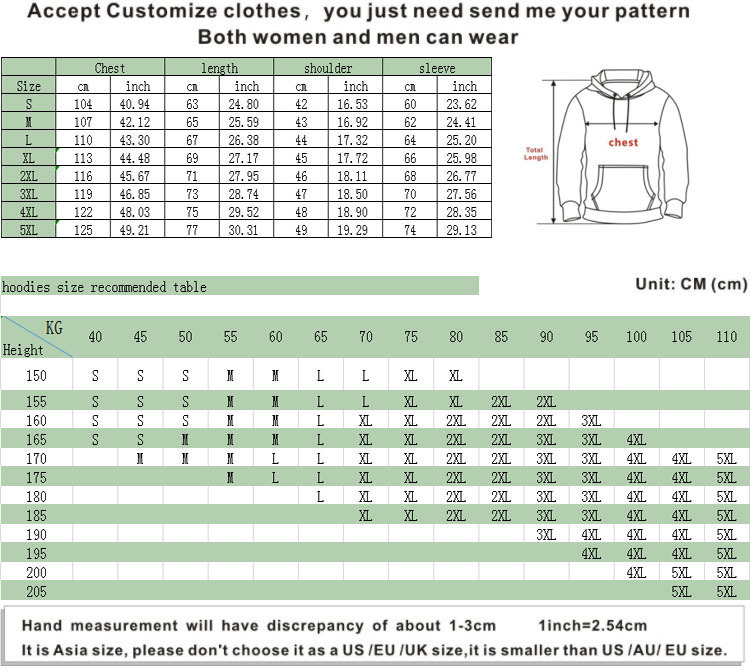 Accept Customize clothes, you just need send me your pattern
Both women and men can wear
Chest length shoulder sleeve
Size cm inch cm inch cm inch cm inch
S 104 40.94 63 24.80 42 16.53 60 23.62
M 107 42.12 65 25.59 43 16.92 62 24.41
L 110 43.30 67 26.38 44 17.32 64 25.20
XL 113 44.48 69 27.17 45 17.72 66 25.98
2XL 116 45.67 71 27.95 46 18.11 68 26.77
3XL 119 46.85 73 28.74 47 18.50 70 27.56
4XL 122 48.03 75 29.52 48 18.90 72 28.35
5XL 125 49.21 77 30.31 49 19.29 74 29.13
Total
Length
chest
hoodies size recommended table
Unit: CM (cm)
KG
Height
40 45 50 55 60 65 70 75 80 85 90 95 100 105 110
150 S S S M M L L XL XL
155 S S S M M L L XL XL 2XL 2XL
160 S S S M M L XL XL 2XL 2XL 2XL 3XL
165 S S M M M L XL XL 2XL 2XL 3XL 3XL 4XL
170 M M M L L XL XL 2XL 2XL 3XL 3XL 4XL 4XL 5XL
175 M L L XL XL 2XL 2XL 3XL 3XL 4XL 4XL 5XL
180 L XL XL 2XL 2XL 3XL 3XL 4XL 4XL 5XL
185 XL XL 2XL 2XL 3XL 3XL 4XL 4XL 5XL
190 3XL 4XL 4XL 4XL 5XL
195 4XL 4XL 4XL 5XL
200 4XL 5XL 5XL
205 5XL 5XL
Hand measurement will have discrepancy of about 1-3cm 1inch=2.54cm
It is Asia size, please don't choose it as a US /EU /UK size,it is smaller than US /AU/ EU size.